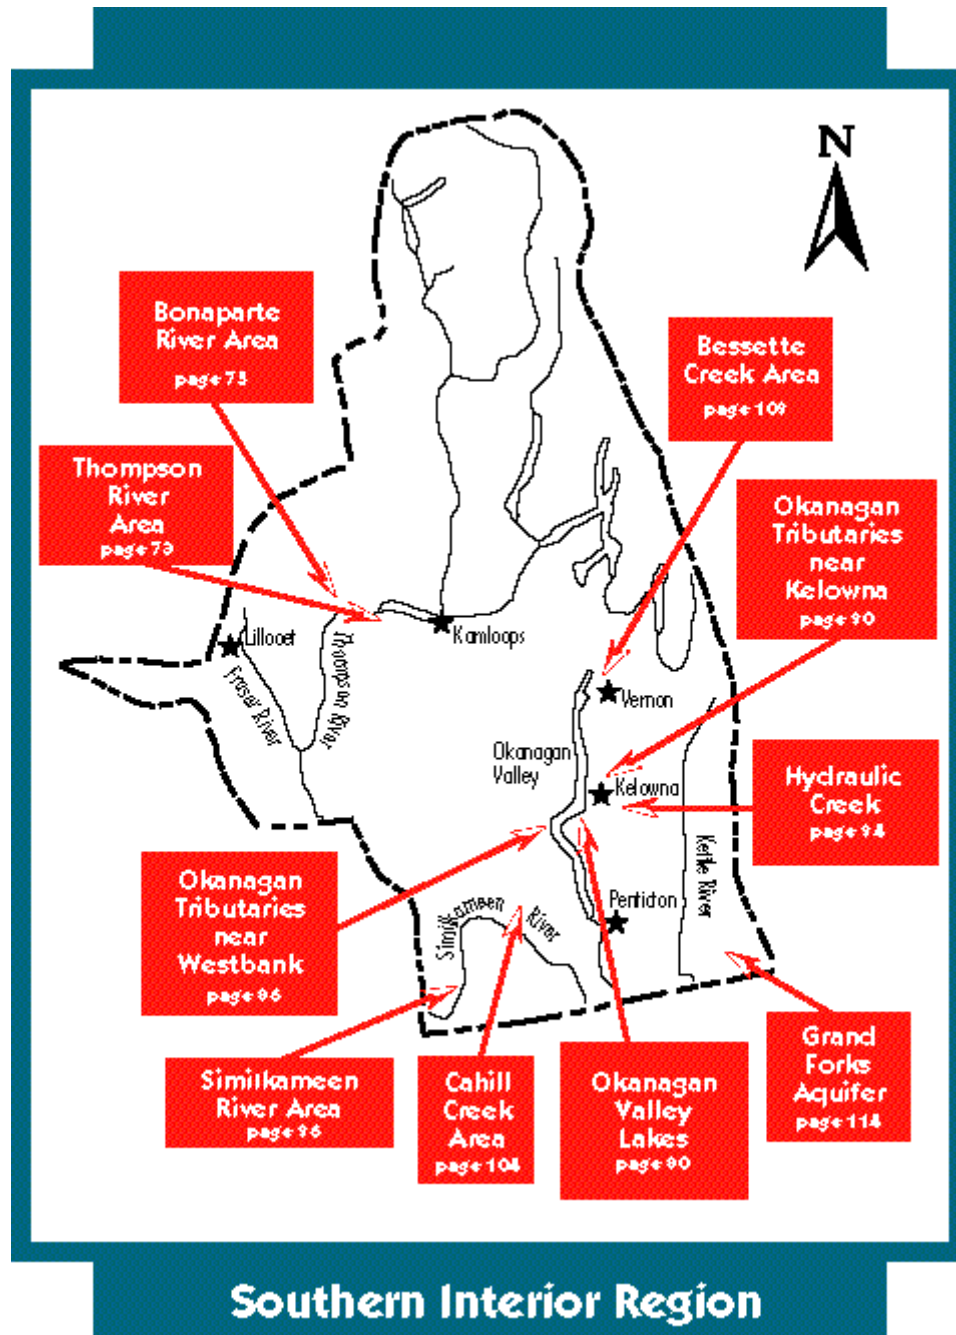 N
Bonaparte
River Area
page 75
Bessette
Creek Area
page 109
Thompson
River
Area
page 73
Okanagan
Tributaries
near
Kelowna
page 90
Lillooet
Kamloops
Fraser River
Thompson River
Vernon
Okanagan
Valley
Kelowna
Hydraulic
Creek
page 94
Kettle River
Okanagan
Tributaries
near
Westbank
page 86
Similkameen River
Penticton
Similkameen
River Area
page 96
Cahill
Creek
Area
page 104
Okanagan
Valley
Lakes
page 80
Grand
Forks
Aquifer
page 114
Southern Interior Region